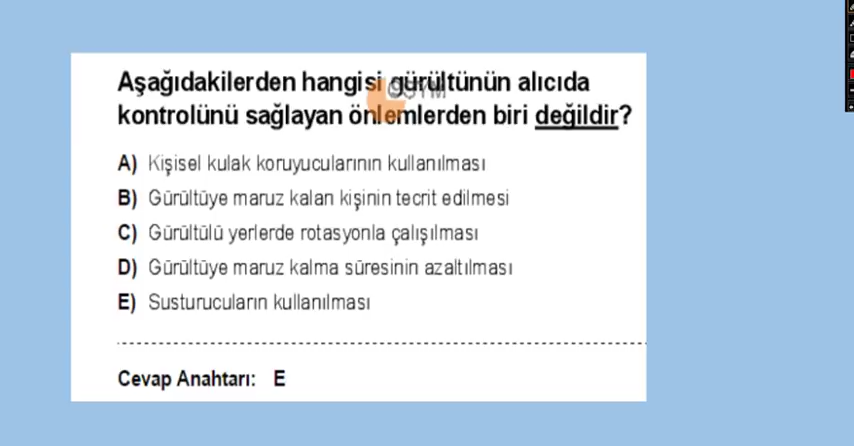 Aşağıdakilerden hangisi gürültünün alıcıda
kontrolünü sağlayan önlemlerden biri değildir?
A) Kişisel kulak koruyucularının kullanılması
B) Gürültüye maruz kalan kişinin tecrit edilmesi
C) Gürültülü yerlerde rotasyonla çalışılması
D) Gürültüye maruz kalma süresinin azaltılması
E) Susturucuların kullanılması
Cevap Anahtarı: E